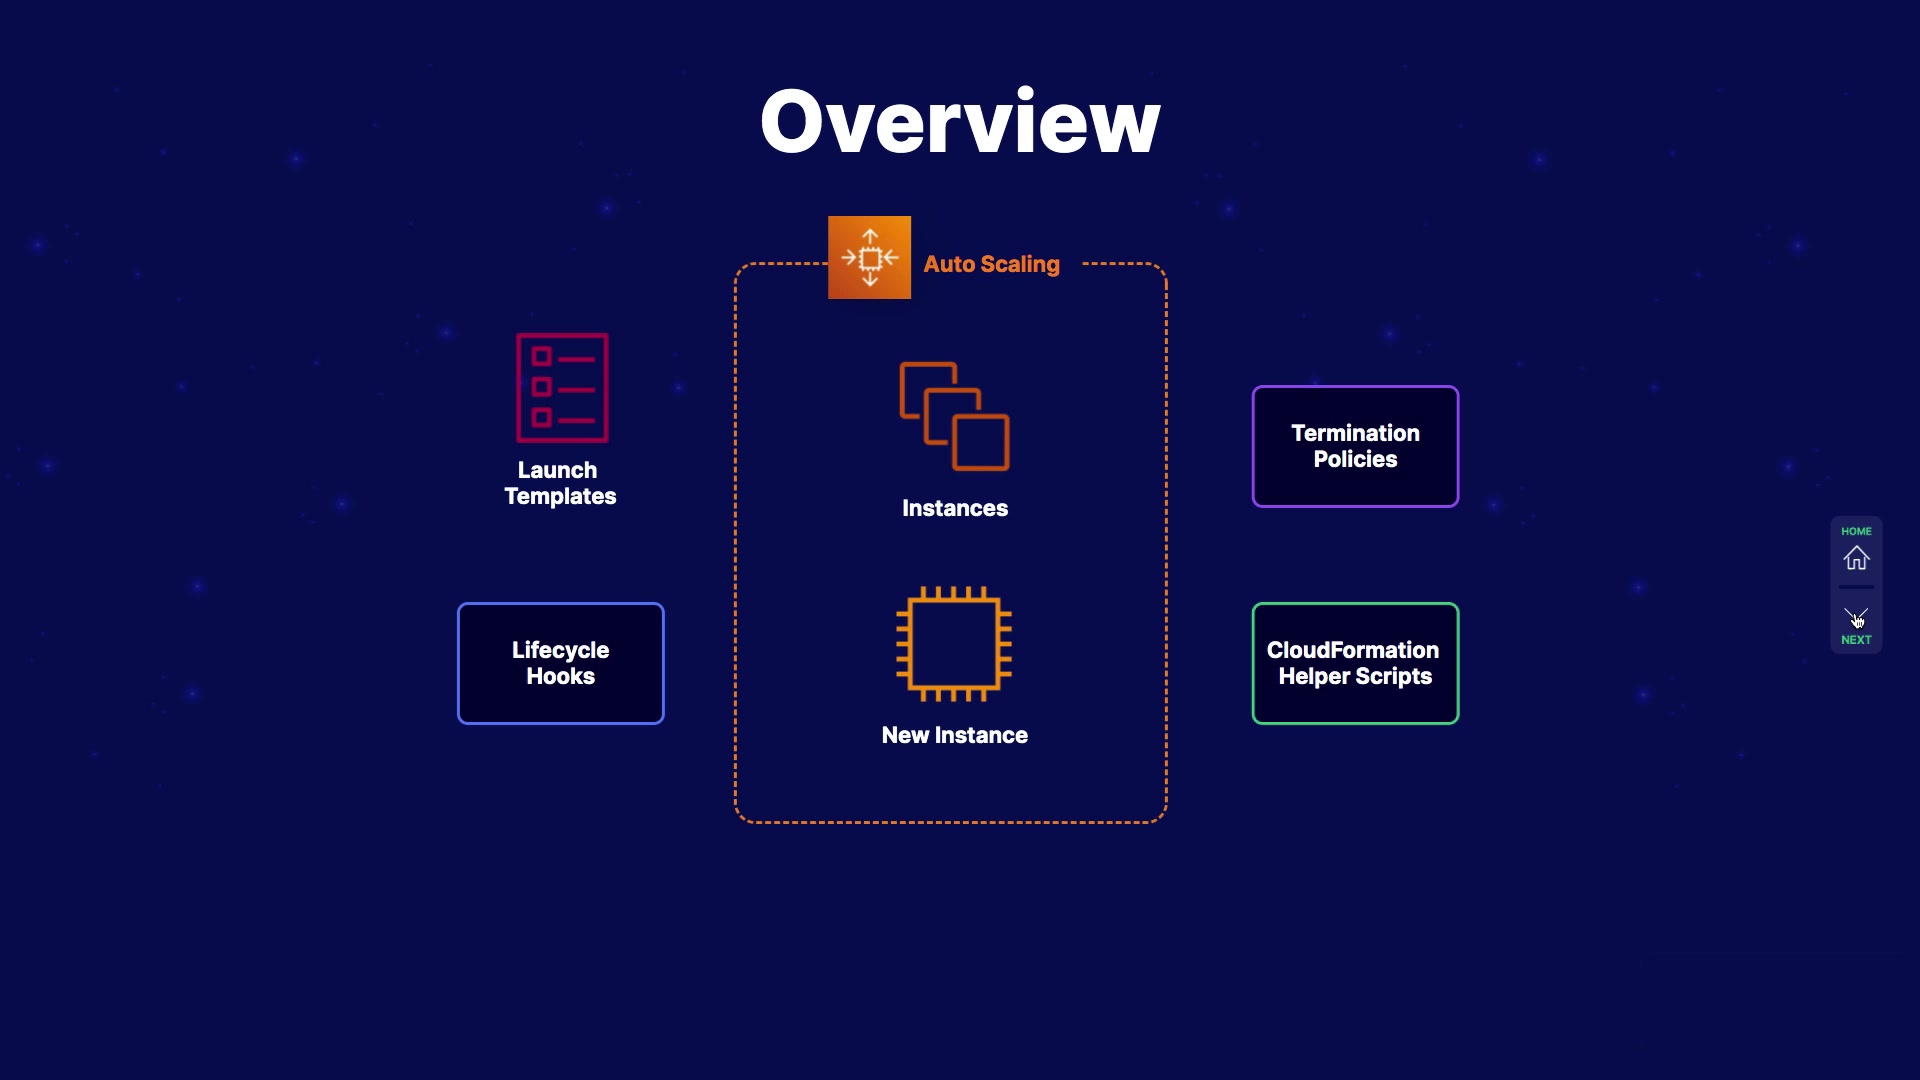 Overview
Auto Scaling
Launch
Templates
Instances
Termination
Policies
Lifecycle
Hooks
New Instance
CloudFormation
Helper Scripts
HOME
NEXT